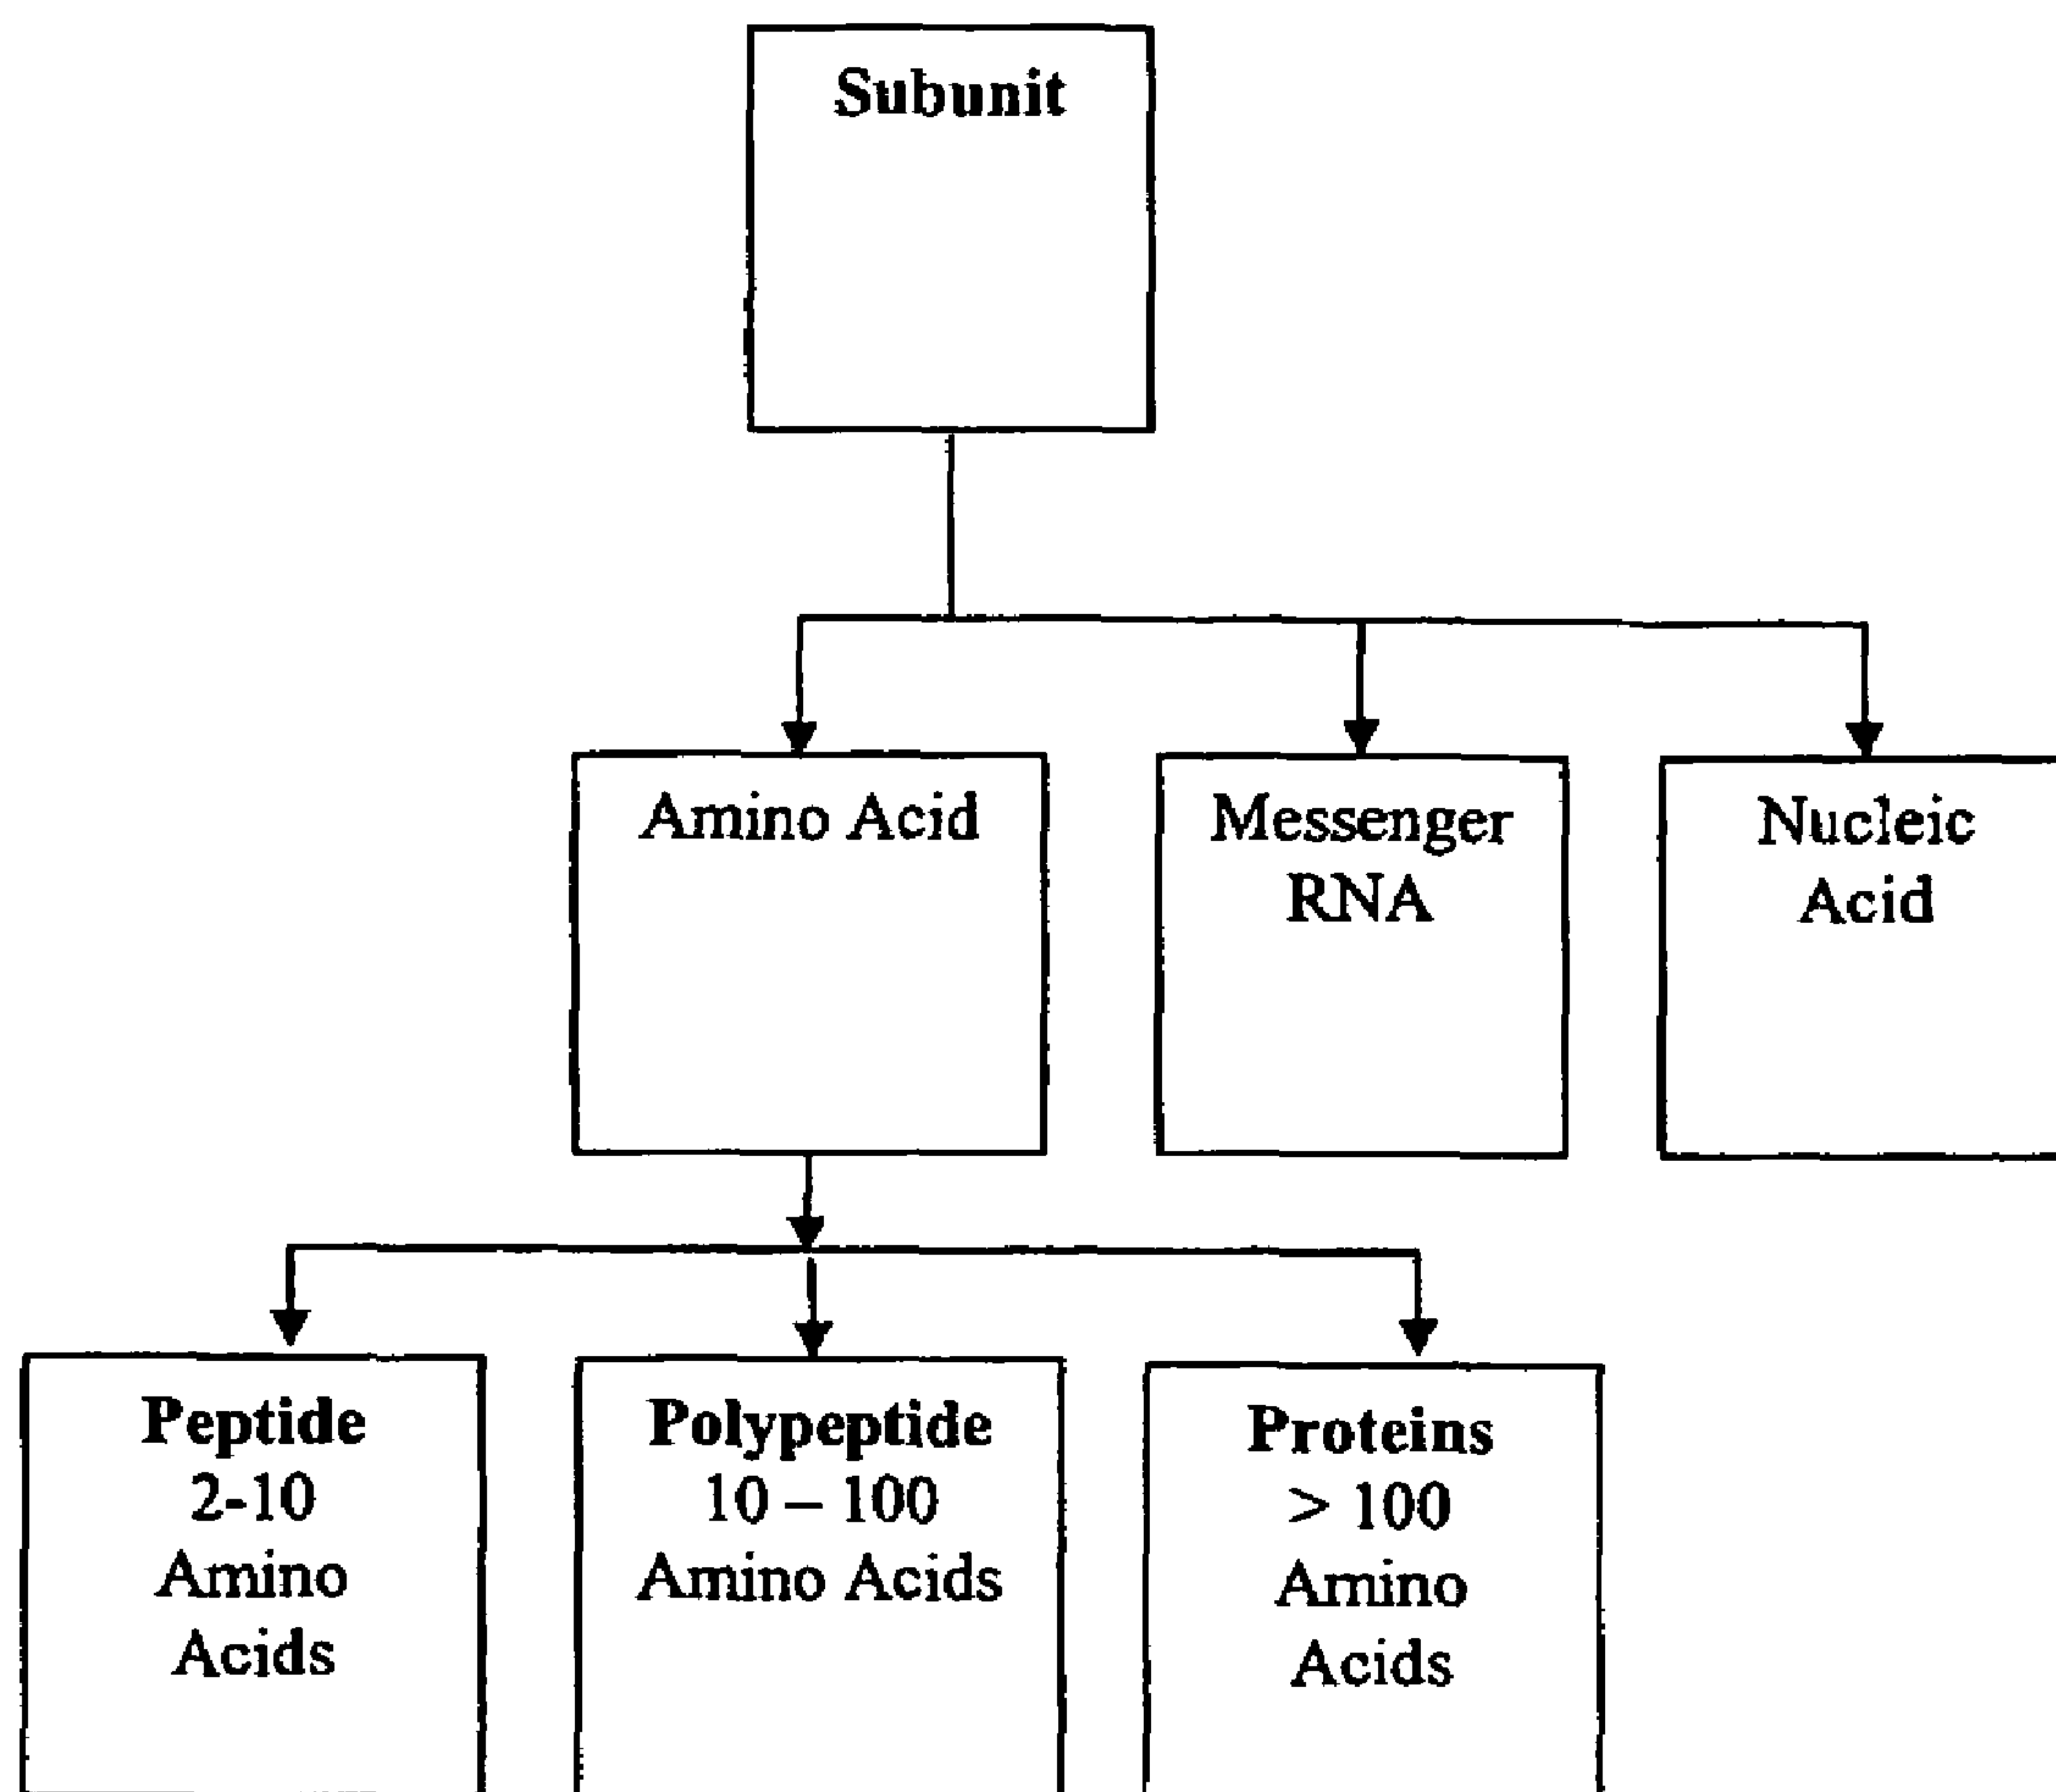 Subunit
Amino Acid
Messenger
RNA
Nucleic
Acid
Peptide
2-10
Amino
Acids
Polypeptide
10 – 100
Amino Acids
Proteins
> 100
Amino
Acids